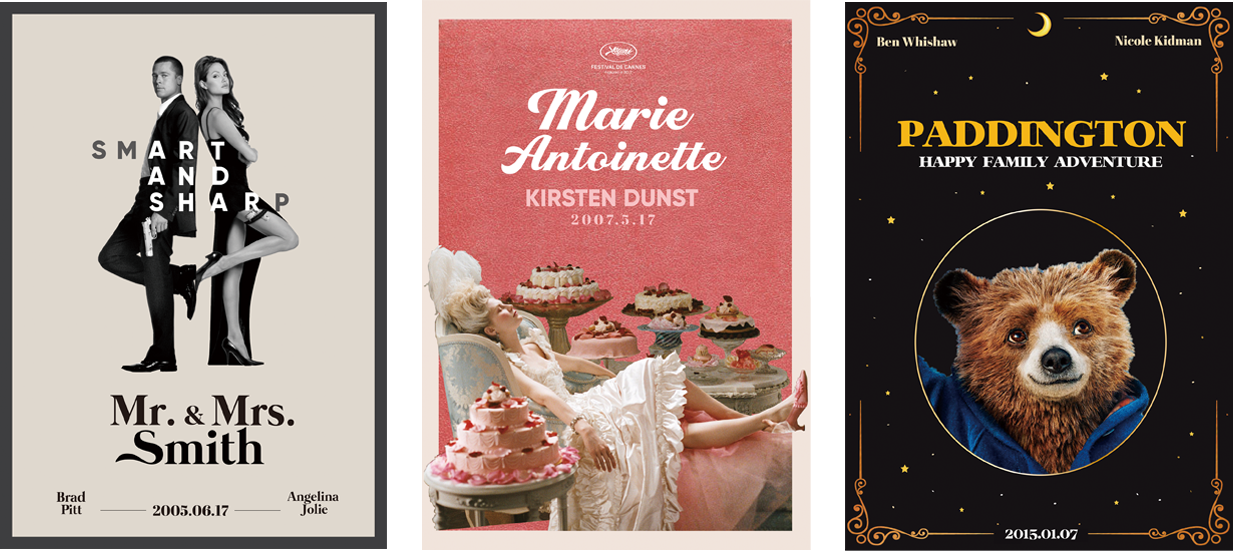 SMART
AND
SHARP
Mr. & Mrs.
Smith
Brad
Pitt
2005.06.17
Angelina
Jolie
FESTIVAL DE CANNES
Marie
Antoinette
KIRSTEN DUNST
2007.5.17
Ben Whishaw
Nicole Kidman
PADDINGTON
HAPPY FAMILY ADVENTURE
2015.01.07